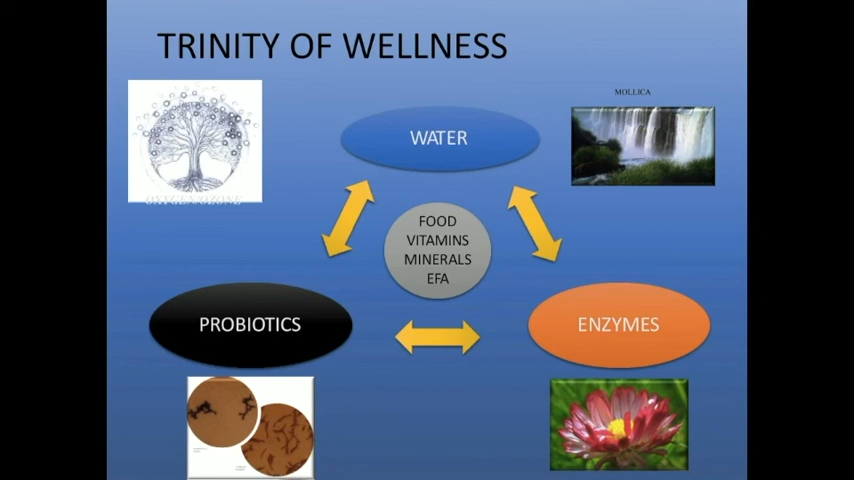 TRINITY OF WELLNESS
MOLLICA
WATER
FOOD
VITAMINS
MINERALS
EFA
PROBIOTICS
ENZYMES